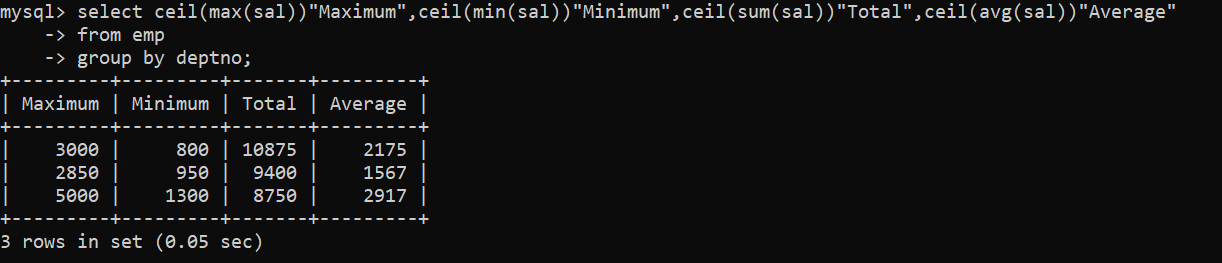 mysql> select ceil(max(sal))"Maximum",ceil(min(sal))"Minimum",ceil(sum(sal))"Total",ceil(avg(sal))"Average"
    -> from emp
    -> group by deptno;
+---------+---------+-------+---------+
| Maximum | Minimum | Total | Average |
+---------+---------+-------+---------+
|    3000 |     800 | 10875 |    2175 |
|    2850 |     950 |  9400 |    1567 |
|    5000 |    1300 |  8750 |    2917 |
+---------+---------+-------+---------+
3 rows in set (0.05 sec)